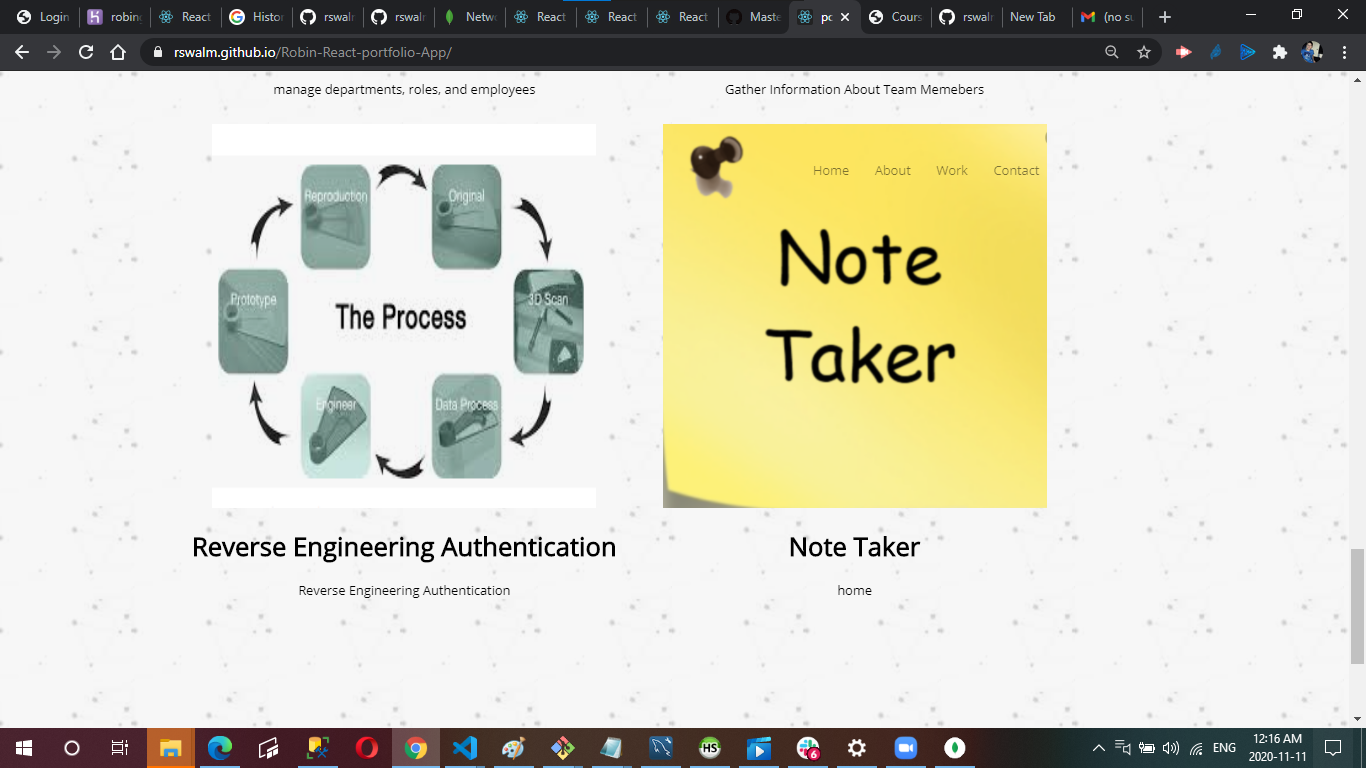 Login
robin
React
Histor
rswalr
rswalr
Netwo
React
React
React
Maste
po
Cours
rswalr
New Tab
(no su
rswalm.github.io/Robin-React-portfolio-App/
manage departments, roles, and employees
Gather Information About Team Memebers
Reproduction
Original
Prototype
The Process
3D Scan
Engineer
Data Process
Home About Work Contact
Note
Taker
Reverse Engineering Authentication
Note Taker
Reverse Engineering Authentication
home
HS
6
ENG
12:16 AM
2020-11-11